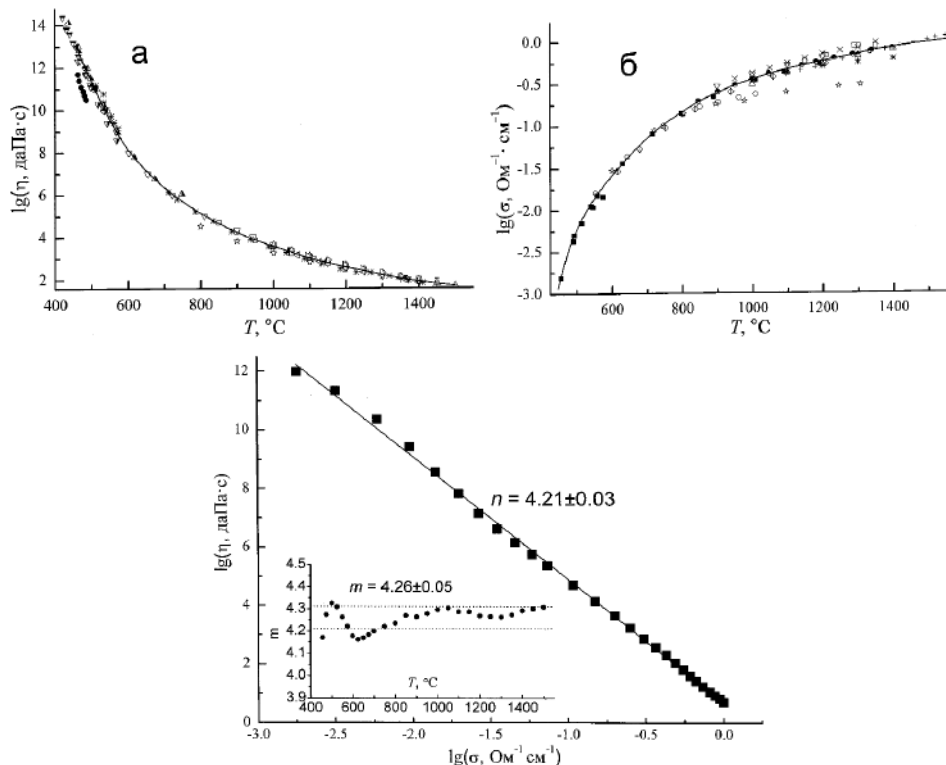 а
lg(η, даПа·с)
14
12
10
8
6
4
2
400 600 800 1000 1200 1400
T, °C
б
lg(σ, Ом⁻¹· см⁻¹)
0.0
-0.5
-1.0
-1.5
-2.0
-2.5
-3.0
600 800 1000 1200 1400
T, °C
lg(η, даПа·с)
12
10
8
6
4
2
0
n = 4.21±0.03
m = 4.26±0.05
m
4.5
4.4
4.3
4.2
4.1
4.0
3.9
400 600 800 1000 1200 1400
T, °C
-3.0 -2.5 -2.0 -1.5 -1.0 -0.5 0.0
lg(σ, Ом⁻¹ см⁻¹)